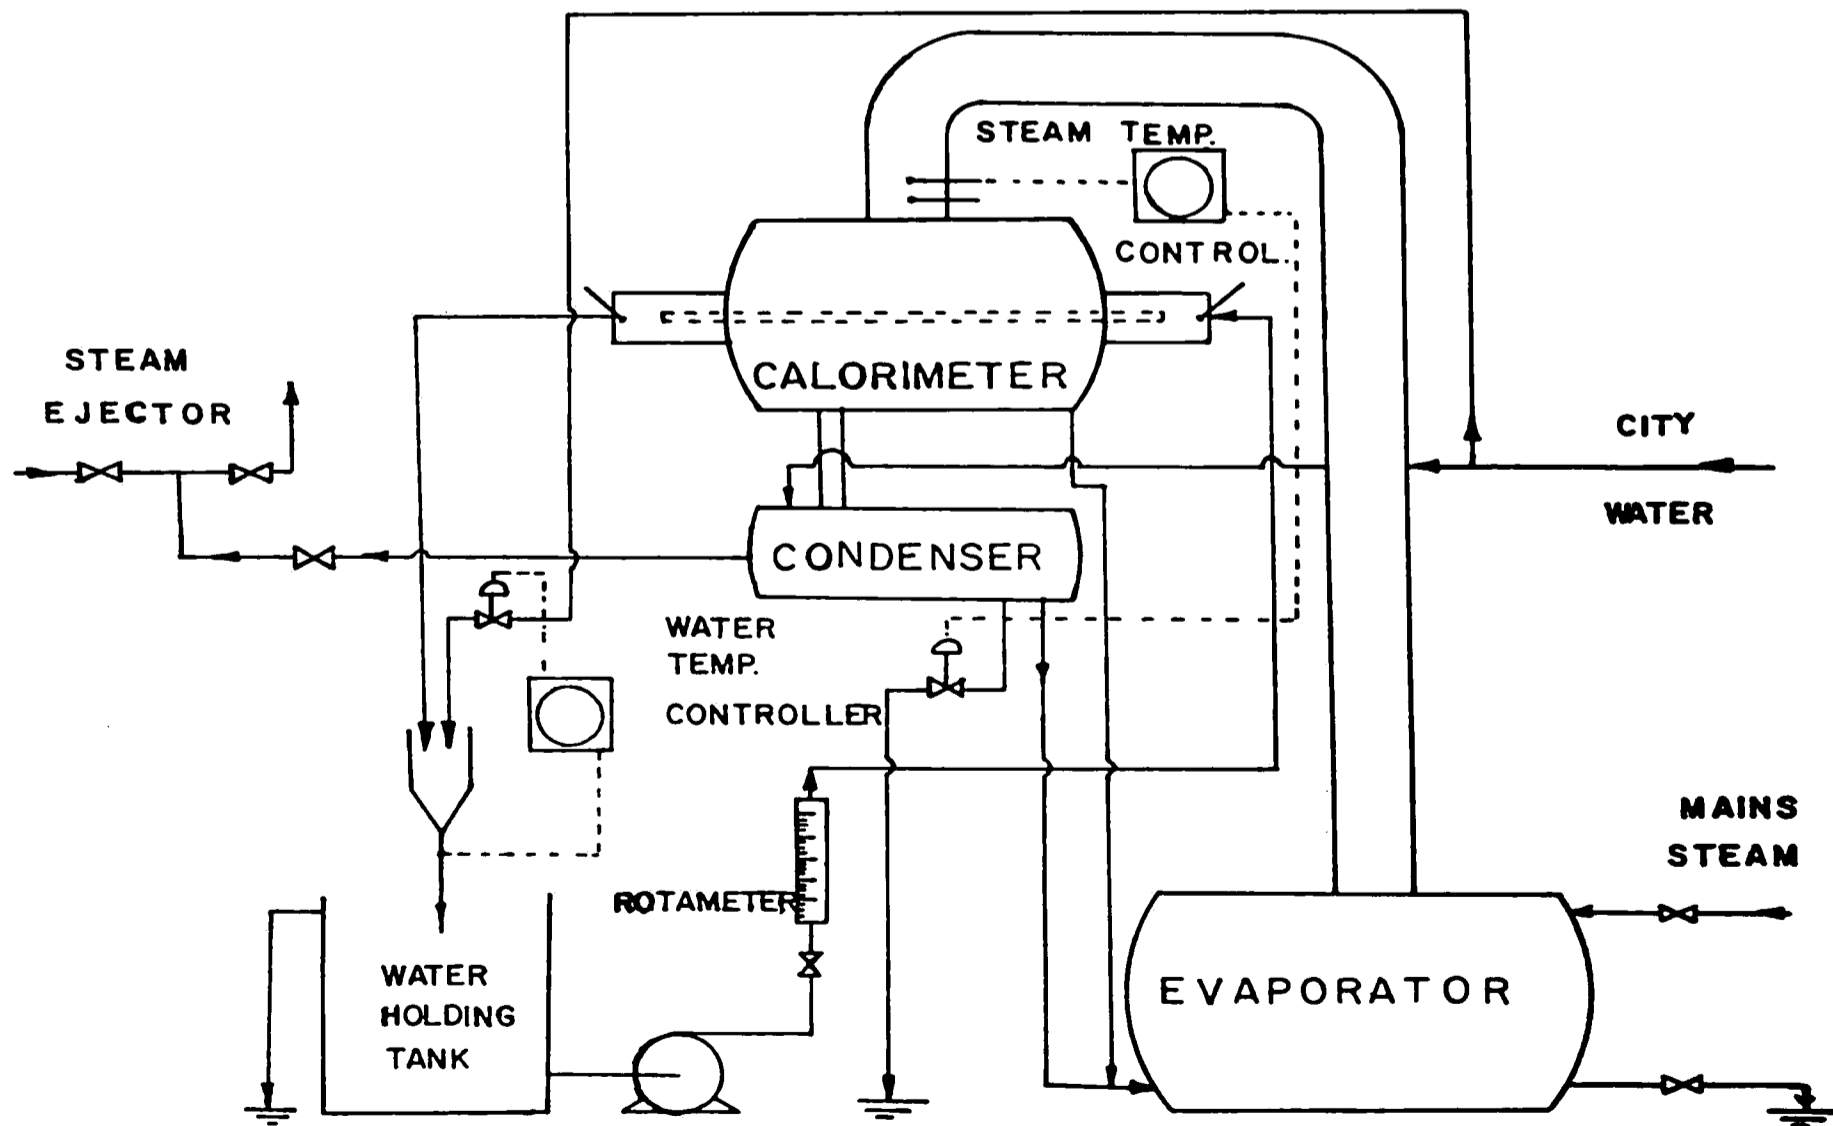 STEAM TEMP.
CONTROL.
CALORIMETER
STEAM
EJECTOR
CITY
WATER
CONDENSER
WATER
TEMP.
CONTROLLER
MAINS
STEAM
ROTAMETER
EVAPORATOR
WATER
HOLDING
TANK